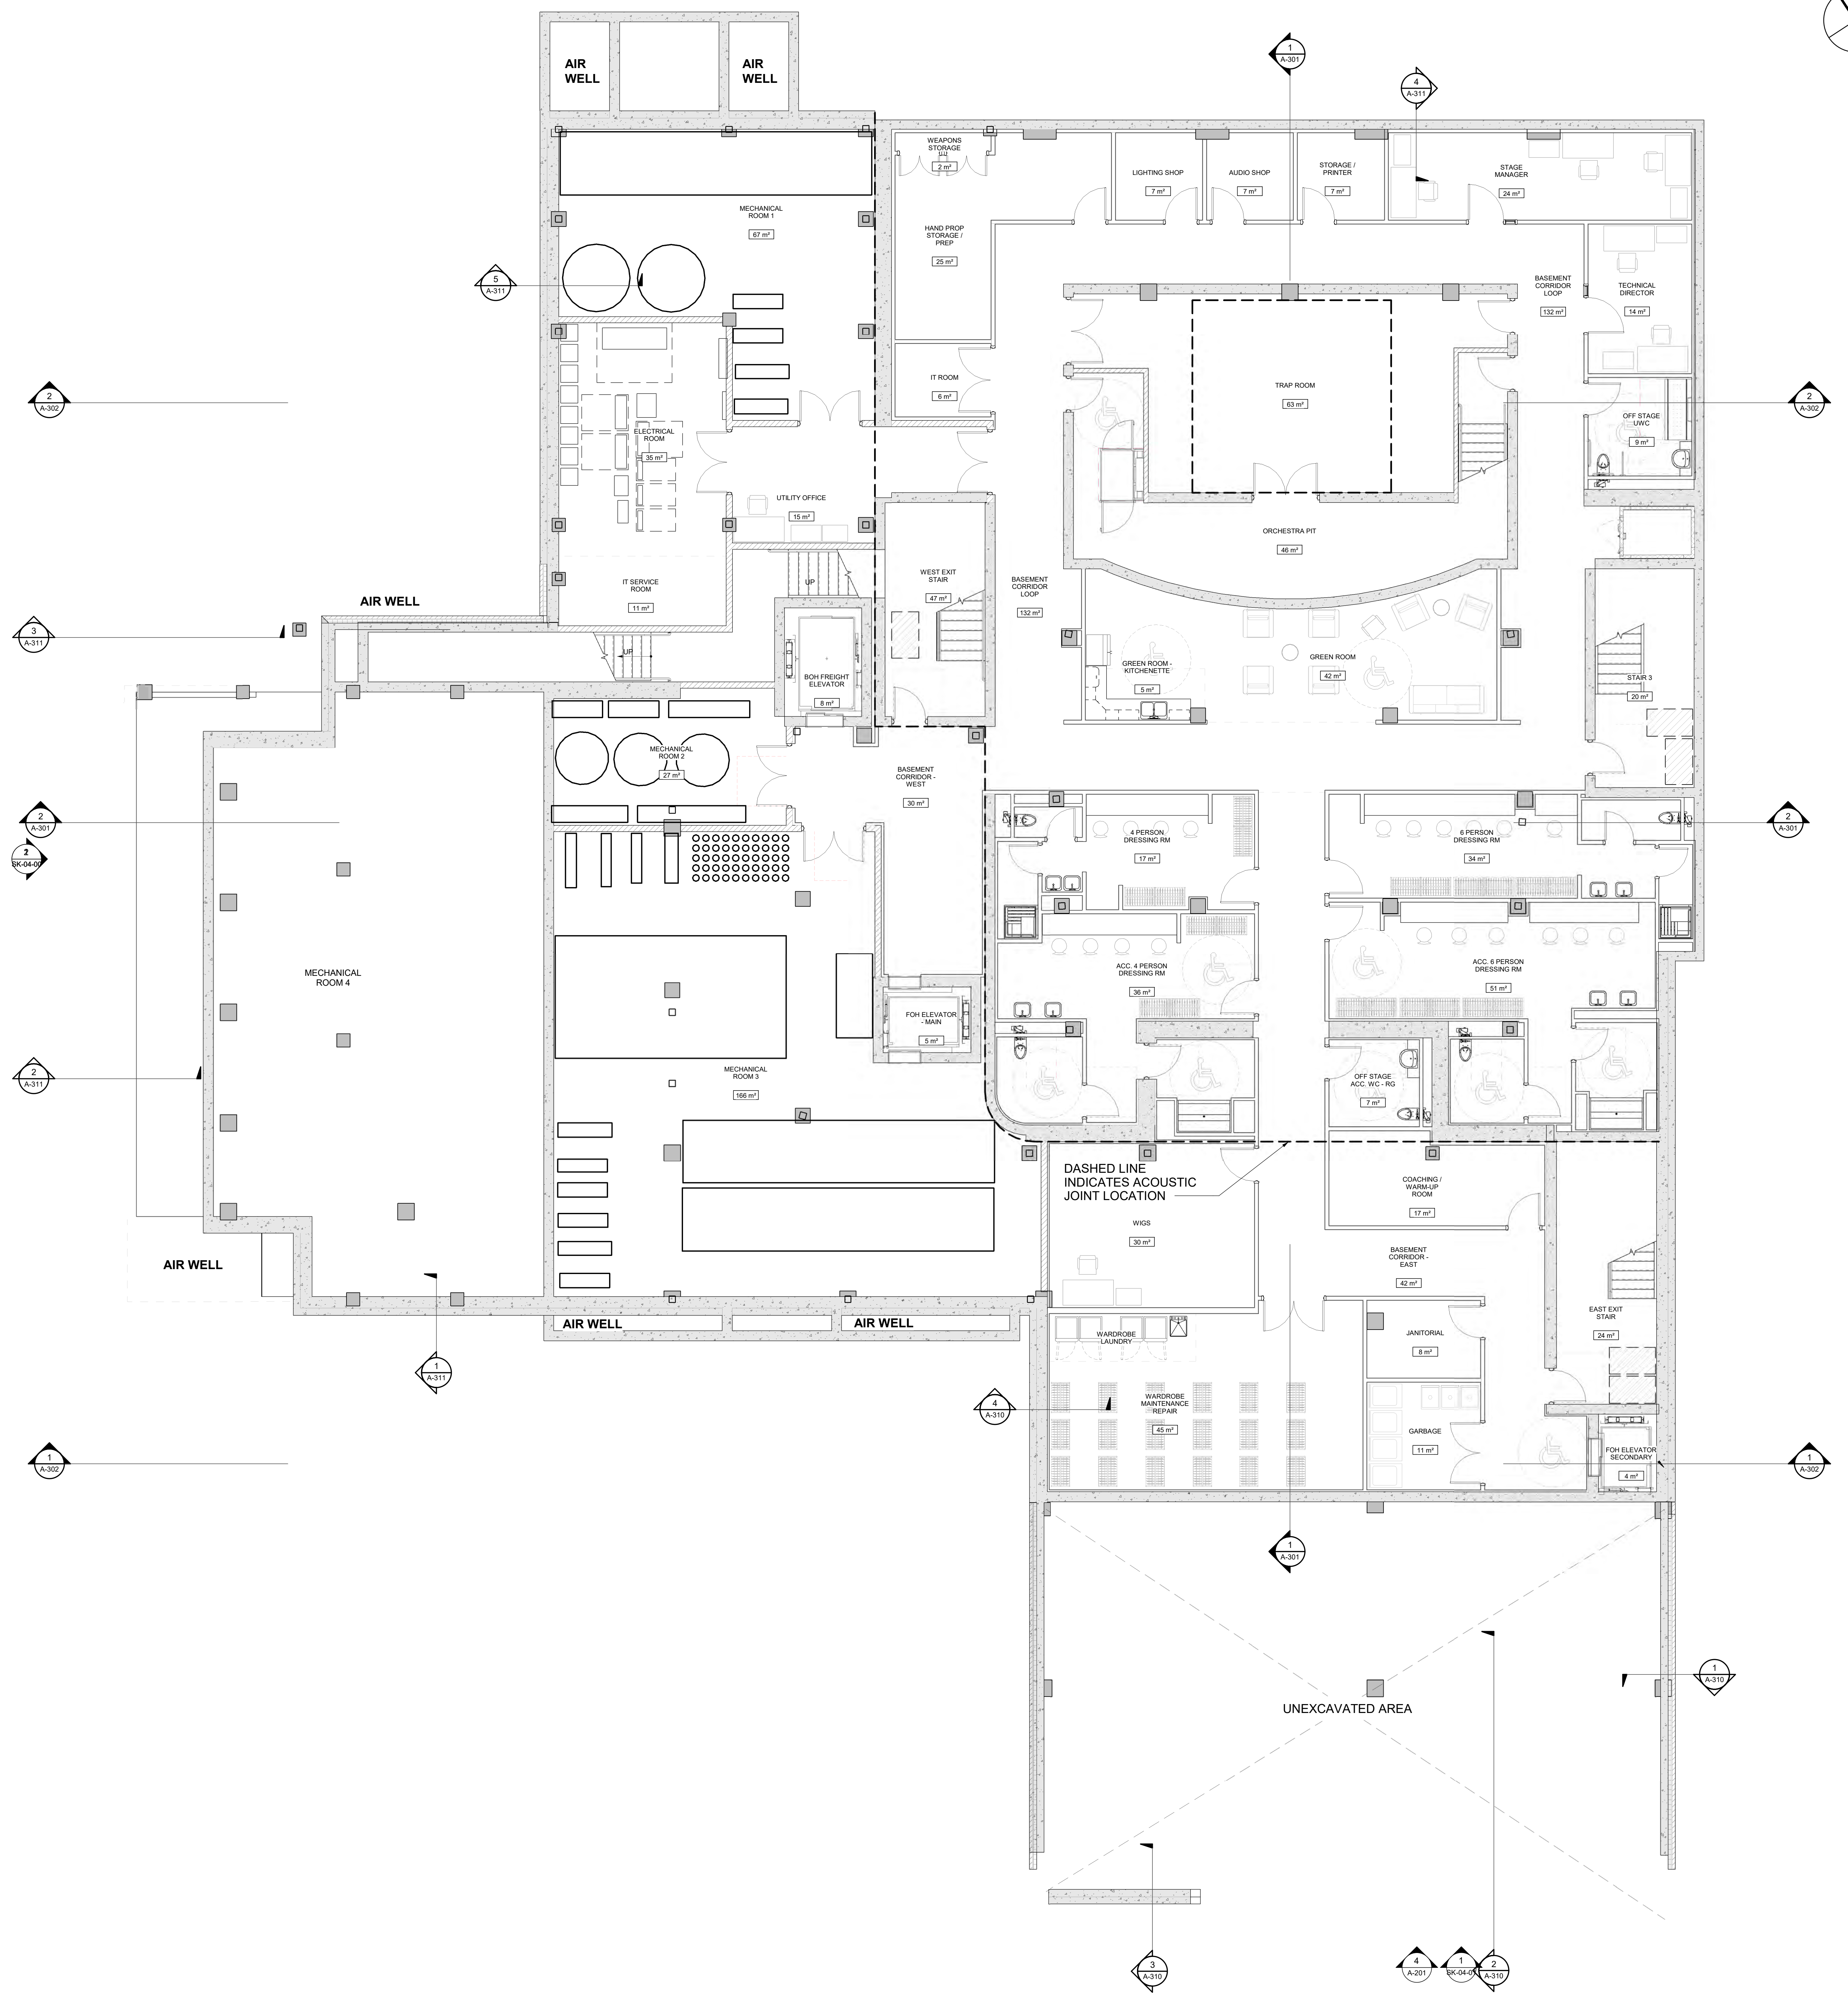 AIR
WELL
AIR
WELL
1
A-301
4
A-311
WEAPONS
STORAGE
2 m²
LIGHTING SHOP
7 m²
AUDIO SHOP
7 m²
STORAGE /
PRINTER
7 m²
STAGE
MANAGER
24 m²
MECHANICAL
ROOM 1
67 m²
HAND PROP
STORAGE /
PREP
25 m²
5
A-311
BASEMENT
CORRIDOR
LOOP
132 m²
TECHNICAL
DIRECTOR
14 m²
2
A-302
IT ROOM
6 m²
TRAP ROOM
63 m²
2
A-302
ELECTRICAL
ROOM
35 m²
OFF STAGE
UWC
9 m²
UTILITY OFFICE
15 m²
ORCHESTRA PIT
46 m²
IT SERVICE
ROOM
11 m²
UP
WEST EXIT
STAIR
47 m²
BASEMENT
CORRIDOR
LOOP
132 m²
AIR WELL
3
A-311
UP
BOH FREIGHT
ELEVATOR
8 m²
GREEN ROOM -
KITCHENETTE
5 m²
GREEN ROOM
42 m²
STAIR 3
20 m²
MECHANICAL
ROOM 2
27 m²
BASEMENT
CORRIDOR -
WEST
30 m²
2
A-301
4 PERSON
DRESSING RM
17 m²
6 PERSON
DRESSING RM
34 m²
2
A-301
SK-04-00
MECHANICAL
ROOM 4
ACC. 4 PERSON
DRESSING RM
36 m²
ACC. 6 PERSON
DRESSING RM
51 m²
FOH ELEVATOR
- MAIN
5 m²
2
A-311
MECHANICAL
ROOM 3
166 m²
OFF STAGE
ACC. WC - RG
7 m²
DASHED LINE
INDICATES ACOUSTIC
JOINT LOCATION
COACHING /
WARM-UP
ROOM
17 m²
WIGS
30 m²
BASEMENT
CORRIDOR -
EAST
42 m²
AIR WELL
AIR WELL
AIR WELL
EAST EXIT
STAIR
24 m²
WARDROBE
LAUNDRY
JANITORIAL
8 m²
1
A-311
4
A-310
WARDROBE
MAINTENANCE
REPAIR
45 m²
GARBAGE
11 m²
FOH ELEVATOR
SECONDARY
4 m²
1
A-302
1
A-302
1
A-301
1
A-310
UNEXCAVATED AREA
3
A-310
4
A-201
1
2
A-310